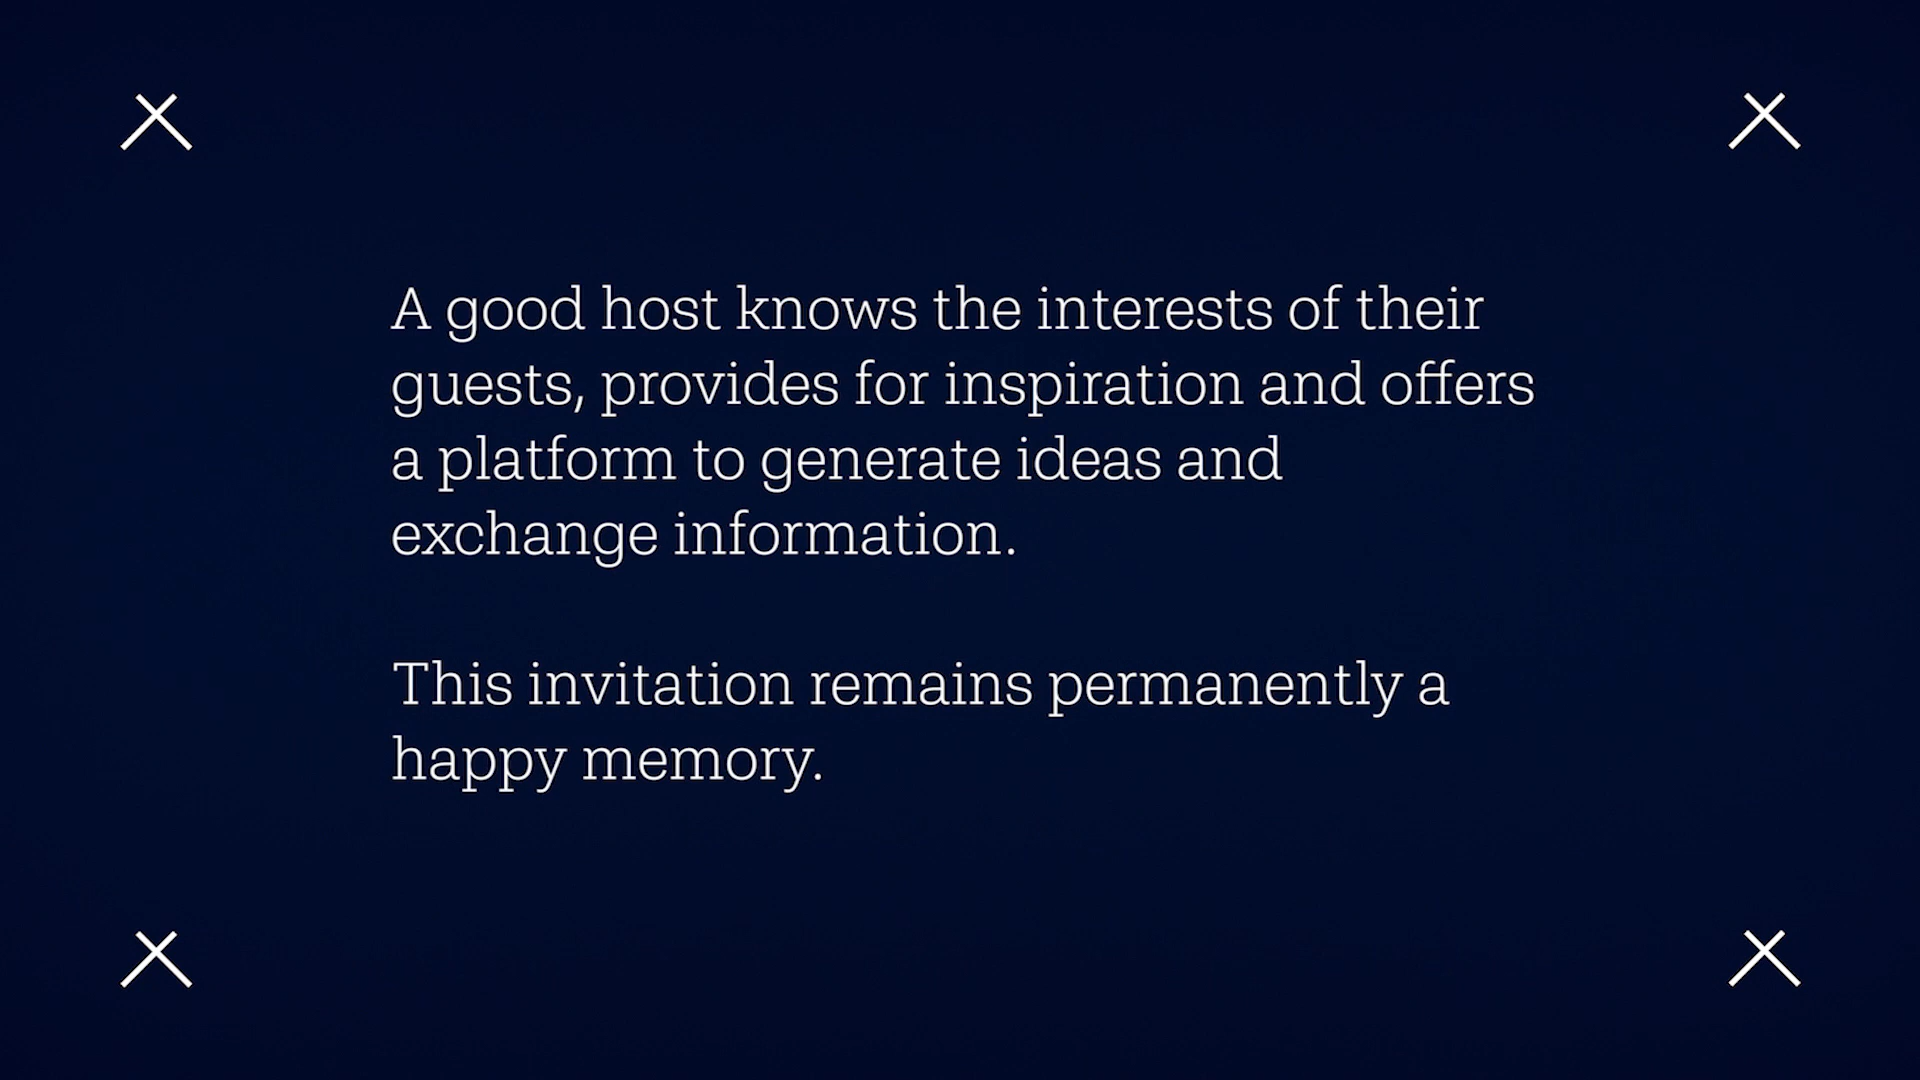 A good host knows the interests of their
guests, provides for inspiration and offers
a platform to generate ideas and
exchange information.
This invitation remains permanently a
happy memory.